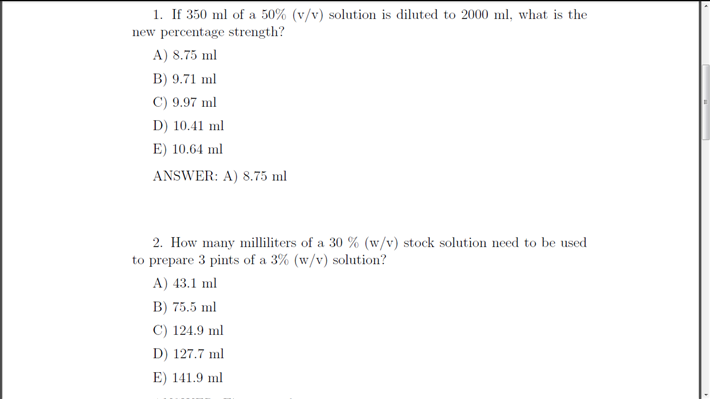 1. If 350 ml of a 50% (v/v) solution is diluted to 2000 ml, what is the
new percentage strength?
A) 8.75 ml
B) 9.71 ml
C) 9.97 ml
D) 10.41 ml
E) 10.64 ml
ANSWER: A) 8.75 ml
2. How many milliliters of a 30 % (w/v) stock solution need to be used
to prepare 3 pints of a 3% (w/v) solution?
A) 43.1 ml
B) 75.5 ml
C) 124.9 ml
D) 127.7 ml
E) 141.9 ml